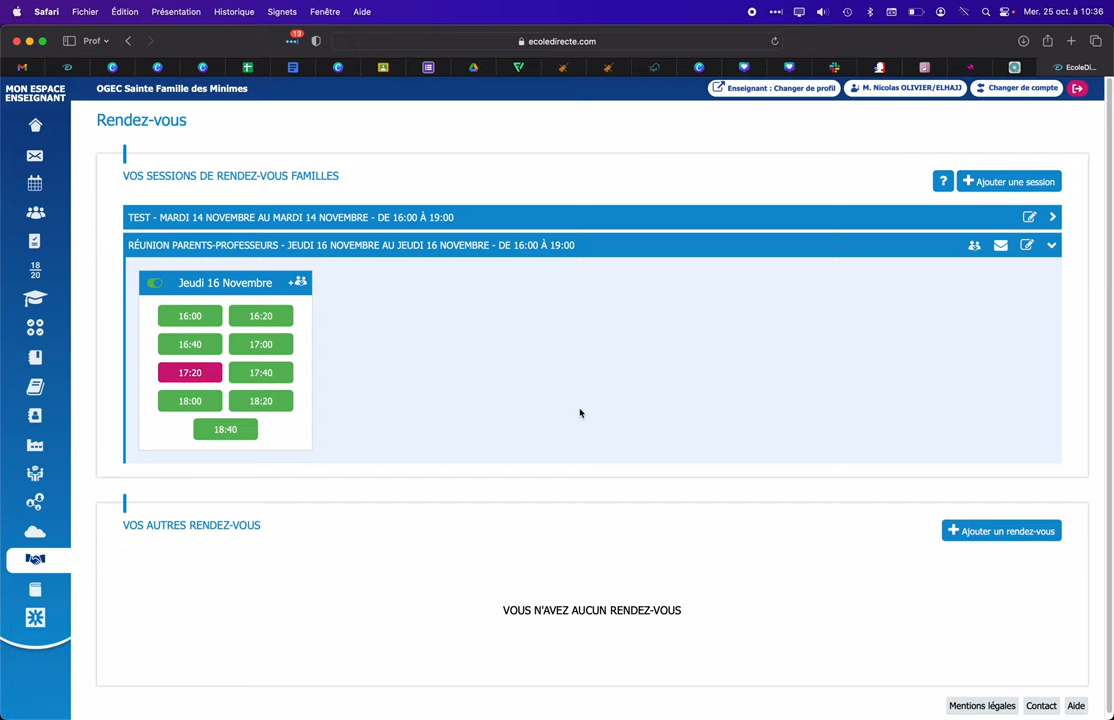 Safari Fichier Édition Présentation Historique Signets Fenêtre Aide Mer. 25 oct. à 10:36
Prof 13 ecoledirecte.com
EcoleDi...
MON ESPACE
ENSEIGNANT
OGEC Sainte Famille des Minimes Enseignant : Changer de profil M. Nicolas OLIVIER/ELHAJJ Changer de compte
Rendez-vous
VOS SESSIONS DE RENDEZ-VOUS FAMILLES ? + Ajouter une session
TEST - MARDI 14 NOVEMBRE AU MARDI 14 NOVEMBRE - DE 16:00 À 19:00
RÉUNION PARENTS-PROFESSEURS - JEUDI 16 NOVEMBRE AU JEUDI 16 NOVEMBRE - DE 16:00 À 19:00
Jeudi 16 Novembre
16:00 16:20
16:40 17:00
17:20 17:40
18:00 18:20
18:40
18
20
VOS AUTRES RENDEZ-VOUS + Ajouter un rendez-vous
VOUS N'AVEZ AUCUN RENDEZ-VOUS
Mentions légales Contact Aide